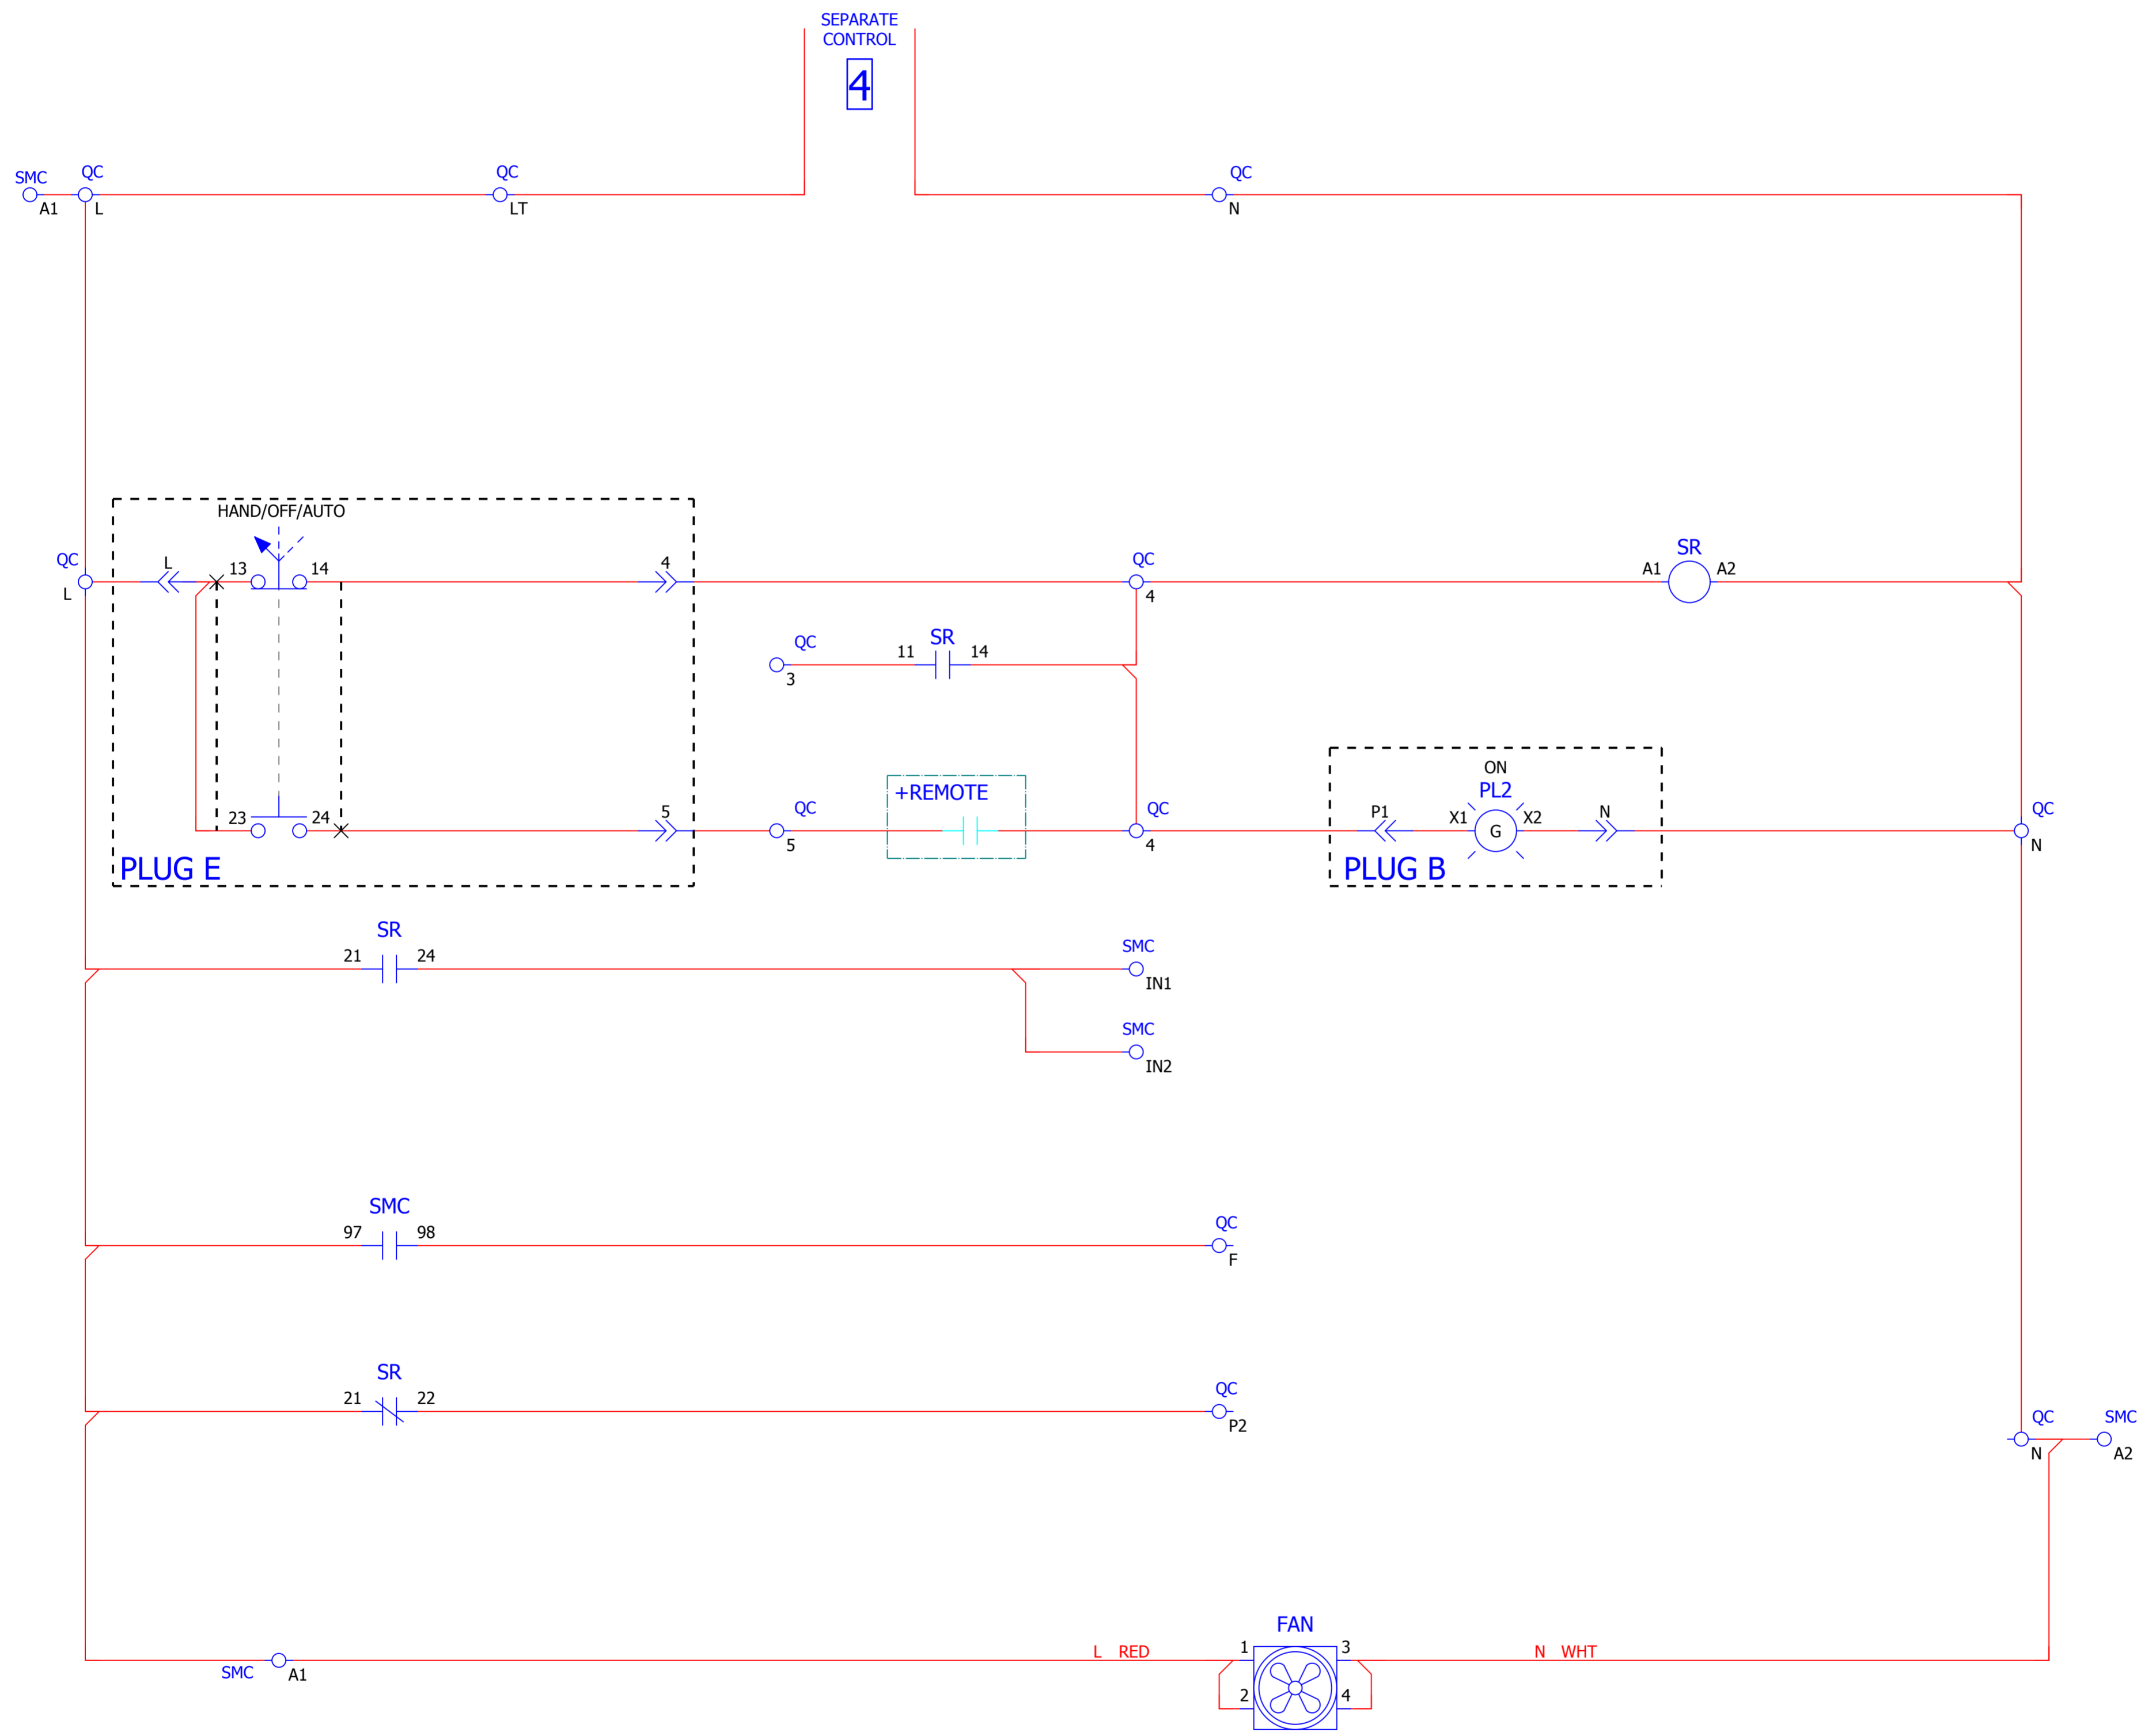 SEPARATE
CONTROL
4
SMC
A1
QC
L
QC
LT
QC
N
HAND/OFF/AUTO
QC
L
L
13
14
4
QC
4
SR
A1
A2
QC
3
SR
11
14
23
24
5
PLUG E
QC
5
+REMOTE
QC
4
ON
PL2
P1
X1
G
X2
N
PLUG B
QC
N
SR
21
24
SMC
IN1
SMC
IN2
SMC
97
98
QC
F
SR
21
22
QC
P2
QC
N
SMC
A2
SMC
A1
L RED
FAN
1
3
2
4
N WHT